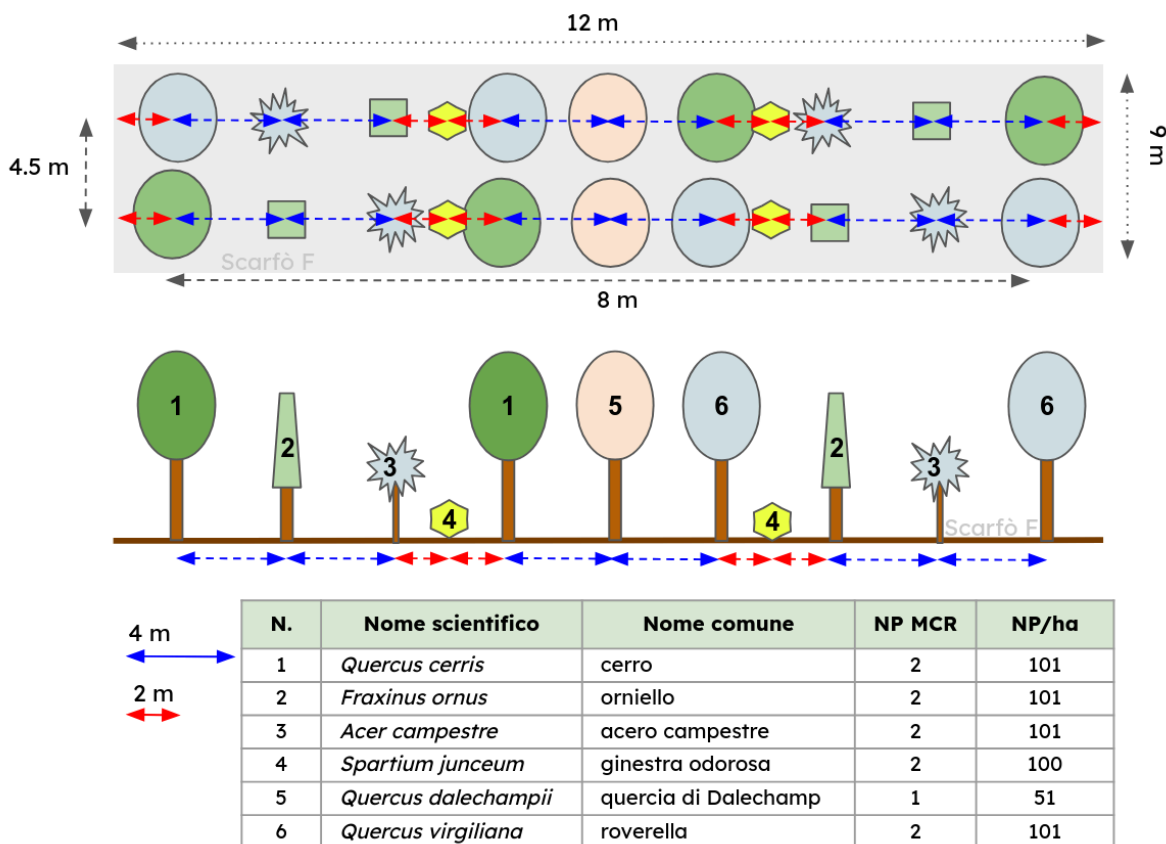 12 m
4.5 m
9 m
Scarfò F
8 m
1 2 3 4 1 5 6 4 2 3 6
Scarfò F
4 m
2 m
N. Nome scientifico Nome comune NP MCR NP/ha
1 Quercus cerris cerro 2 101
2 Fraxinus ornus orniello 2 101
3 Acer campestre acero campestre 2 101
4 Spartium junceum ginestra odorosa 2 100
5 Quercus dalechampii quercia di Dalechamp 1 51
6 Quercus virgiliana roverella 2 101